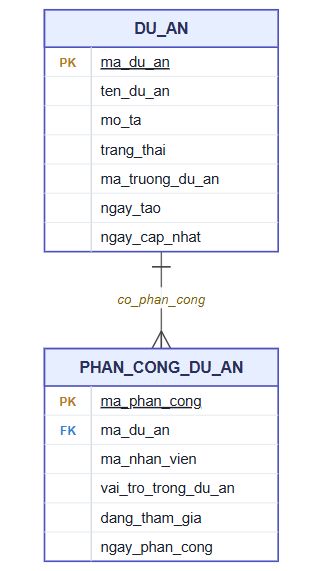 DU_AN
PK ma_du_an
ten_du_an
mo_ta
trang_thai
ma_truong_du_an
ngay_tao
ngay_cap_nhat
co_phan_cong
PHAN_CONG_DU_AN
PK ma_phan_cong
FK ma_du_an
ma_nhan_vien
vai_tro_trong_du_an
dang_tham_gia
ngay_phan_cong